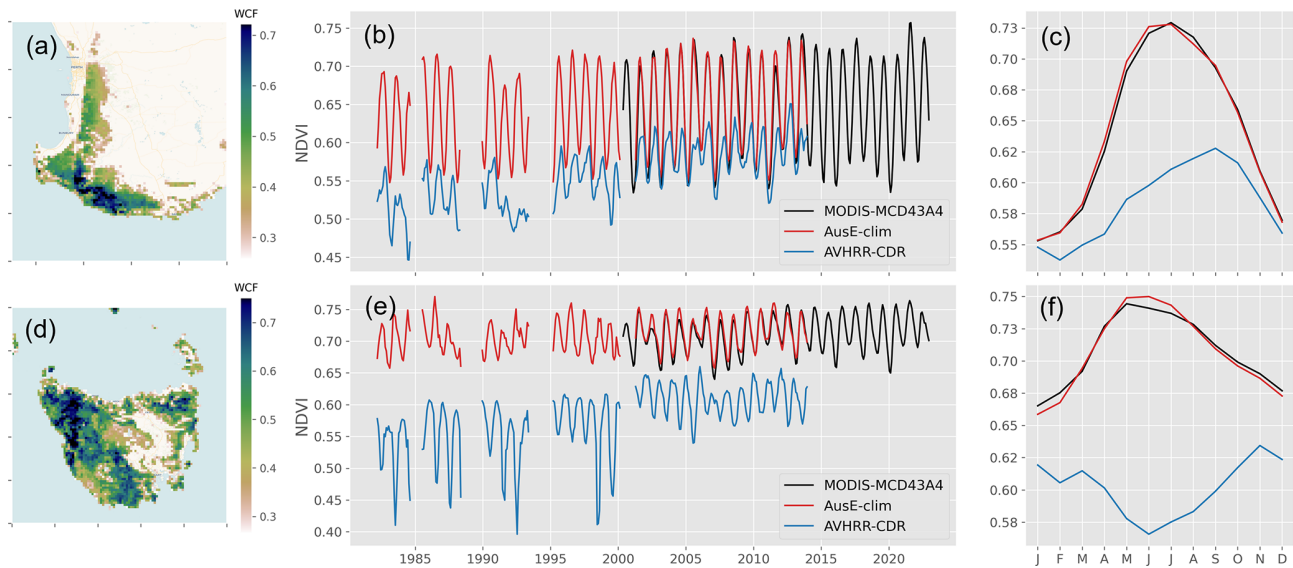 WCF
(a)
0.7
0.6
0.5
0.4
0.3
(b)
NDVI
0.75
0.70
0.65
0.60
0.55
0.50
0.45
MODIS-MCD43A4
AusE-clim
AVHRR-CDR
(c)
0.73
0.70
0.68
0.65
0.62
0.60
0.58
0.55
WCF
(d)
0.7
0.6
0.5
0.4
0.3
(e)
NDVI
0.75
0.70
0.65
0.60
0.55
0.50
0.45
0.40
MODIS-MCD43A4
AusE-clim
AVHRR-CDR
1985 1990 1995 2000 2005 2010 2015 2020
(f)
0.75
0.73
0.70
0.68
0.65
0.62
0.60
0.58
J F M A M J J A S O N D